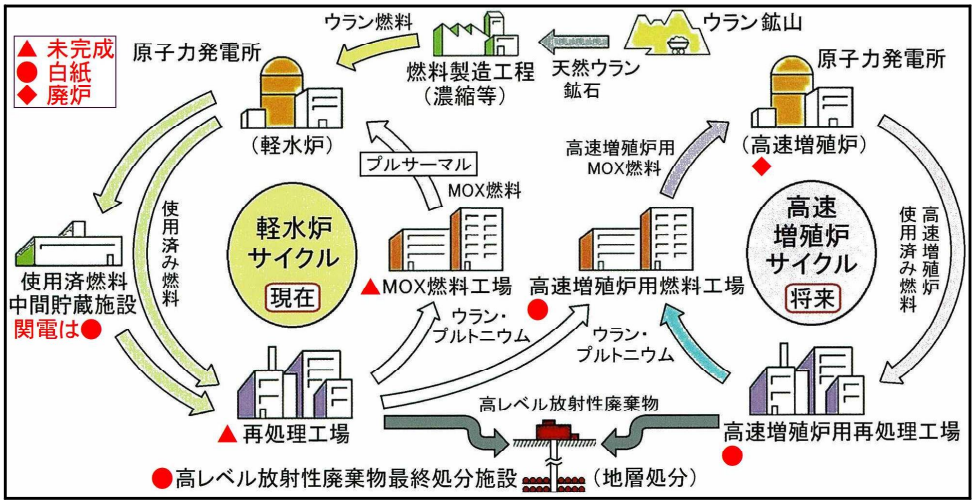 ▲ 未完成
● 白紙
◆ 廃炉
原子力発電所
(軽水炉)
ウラン燃料
燃料製造工程
(濃縮等)
天然ウラン
鉱石
ウラン鉱山
原子力発電所
(高速増殖炉)
◆
プルサーマル
MOX燃料
高速増殖炉用
MOX燃料
使用済み燃料
軽水炉
サイクル
現在
高速
増殖炉
サイクル
将来
高速増殖炉
使用済み燃料
使用済燃料
中間貯蔵施設
関電は●
▲MOX燃料工場
高速増殖炉用燃料工場
●
ウラン・
プルトニウム
ウラン・
プルトニウム
▲再処理工場
高レベル放射性廃棄物
高速増殖炉用再処理工場
●
●高レベル放射性廃棄物最終処分施設
(地層処分)